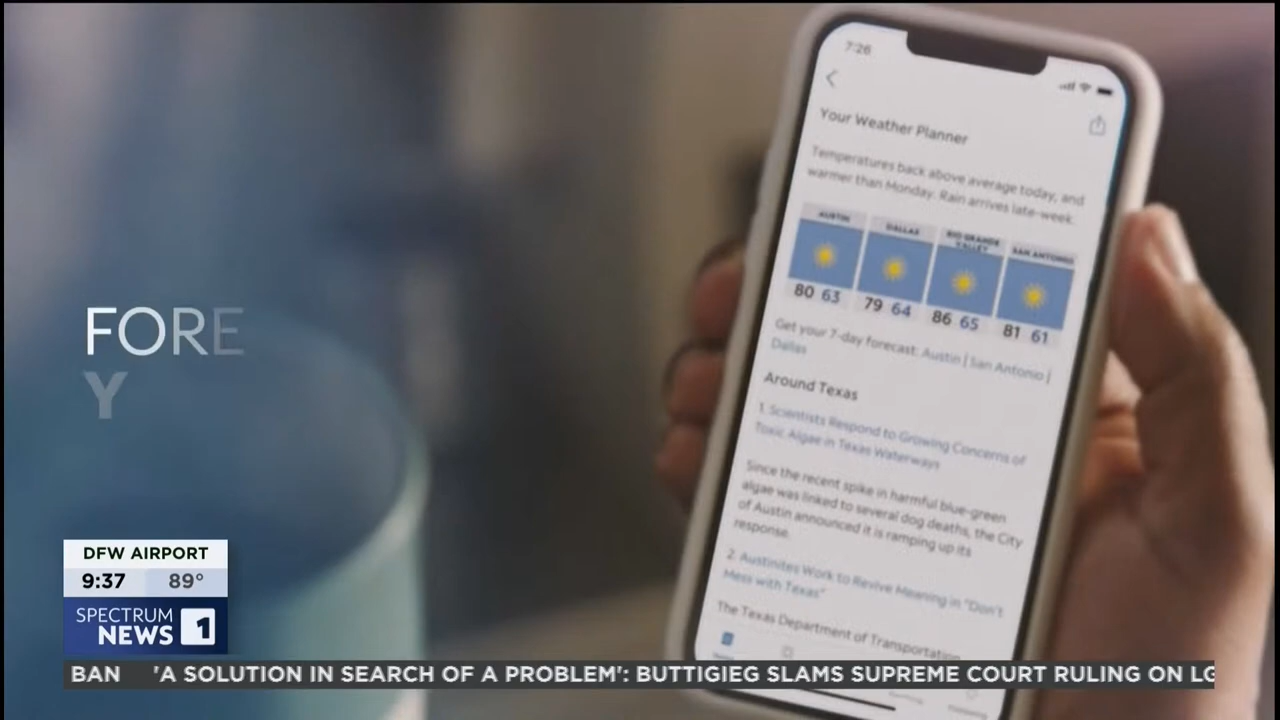 7:26
Your Weather Planner
Temperatures back above average today, and
warmer than Monday. Rain arrives late-week.
AUSTIN
DALLAS
RIO GRANDE
VALLEY
SAN ANTONIO
80 63
79 64
86 65
81 61
Get your 7-day forecast: Austin | San Antonio |
Dallas
Around Texas
1. Scientists Respond to Growing Concerns of
Toxic Algae in Texas Waterways
Since the recent spike in harmful blue-green
algae was linked to several dog deaths, the City
of Austin announced it is ramping up its
response.
2. Austinites Work to Revive Meaning in "Don't
Mess with Texas"
The Texas Department of Transportation
FORE
Y
DFW AIRPORT
9:37 89°
SPECTRUM
NEWS 1
BAN 'A SOLUTION IN SEARCH OF A PROBLEM': BUTTIGIEG SLAMS SUPREME COURT RULING ON LG